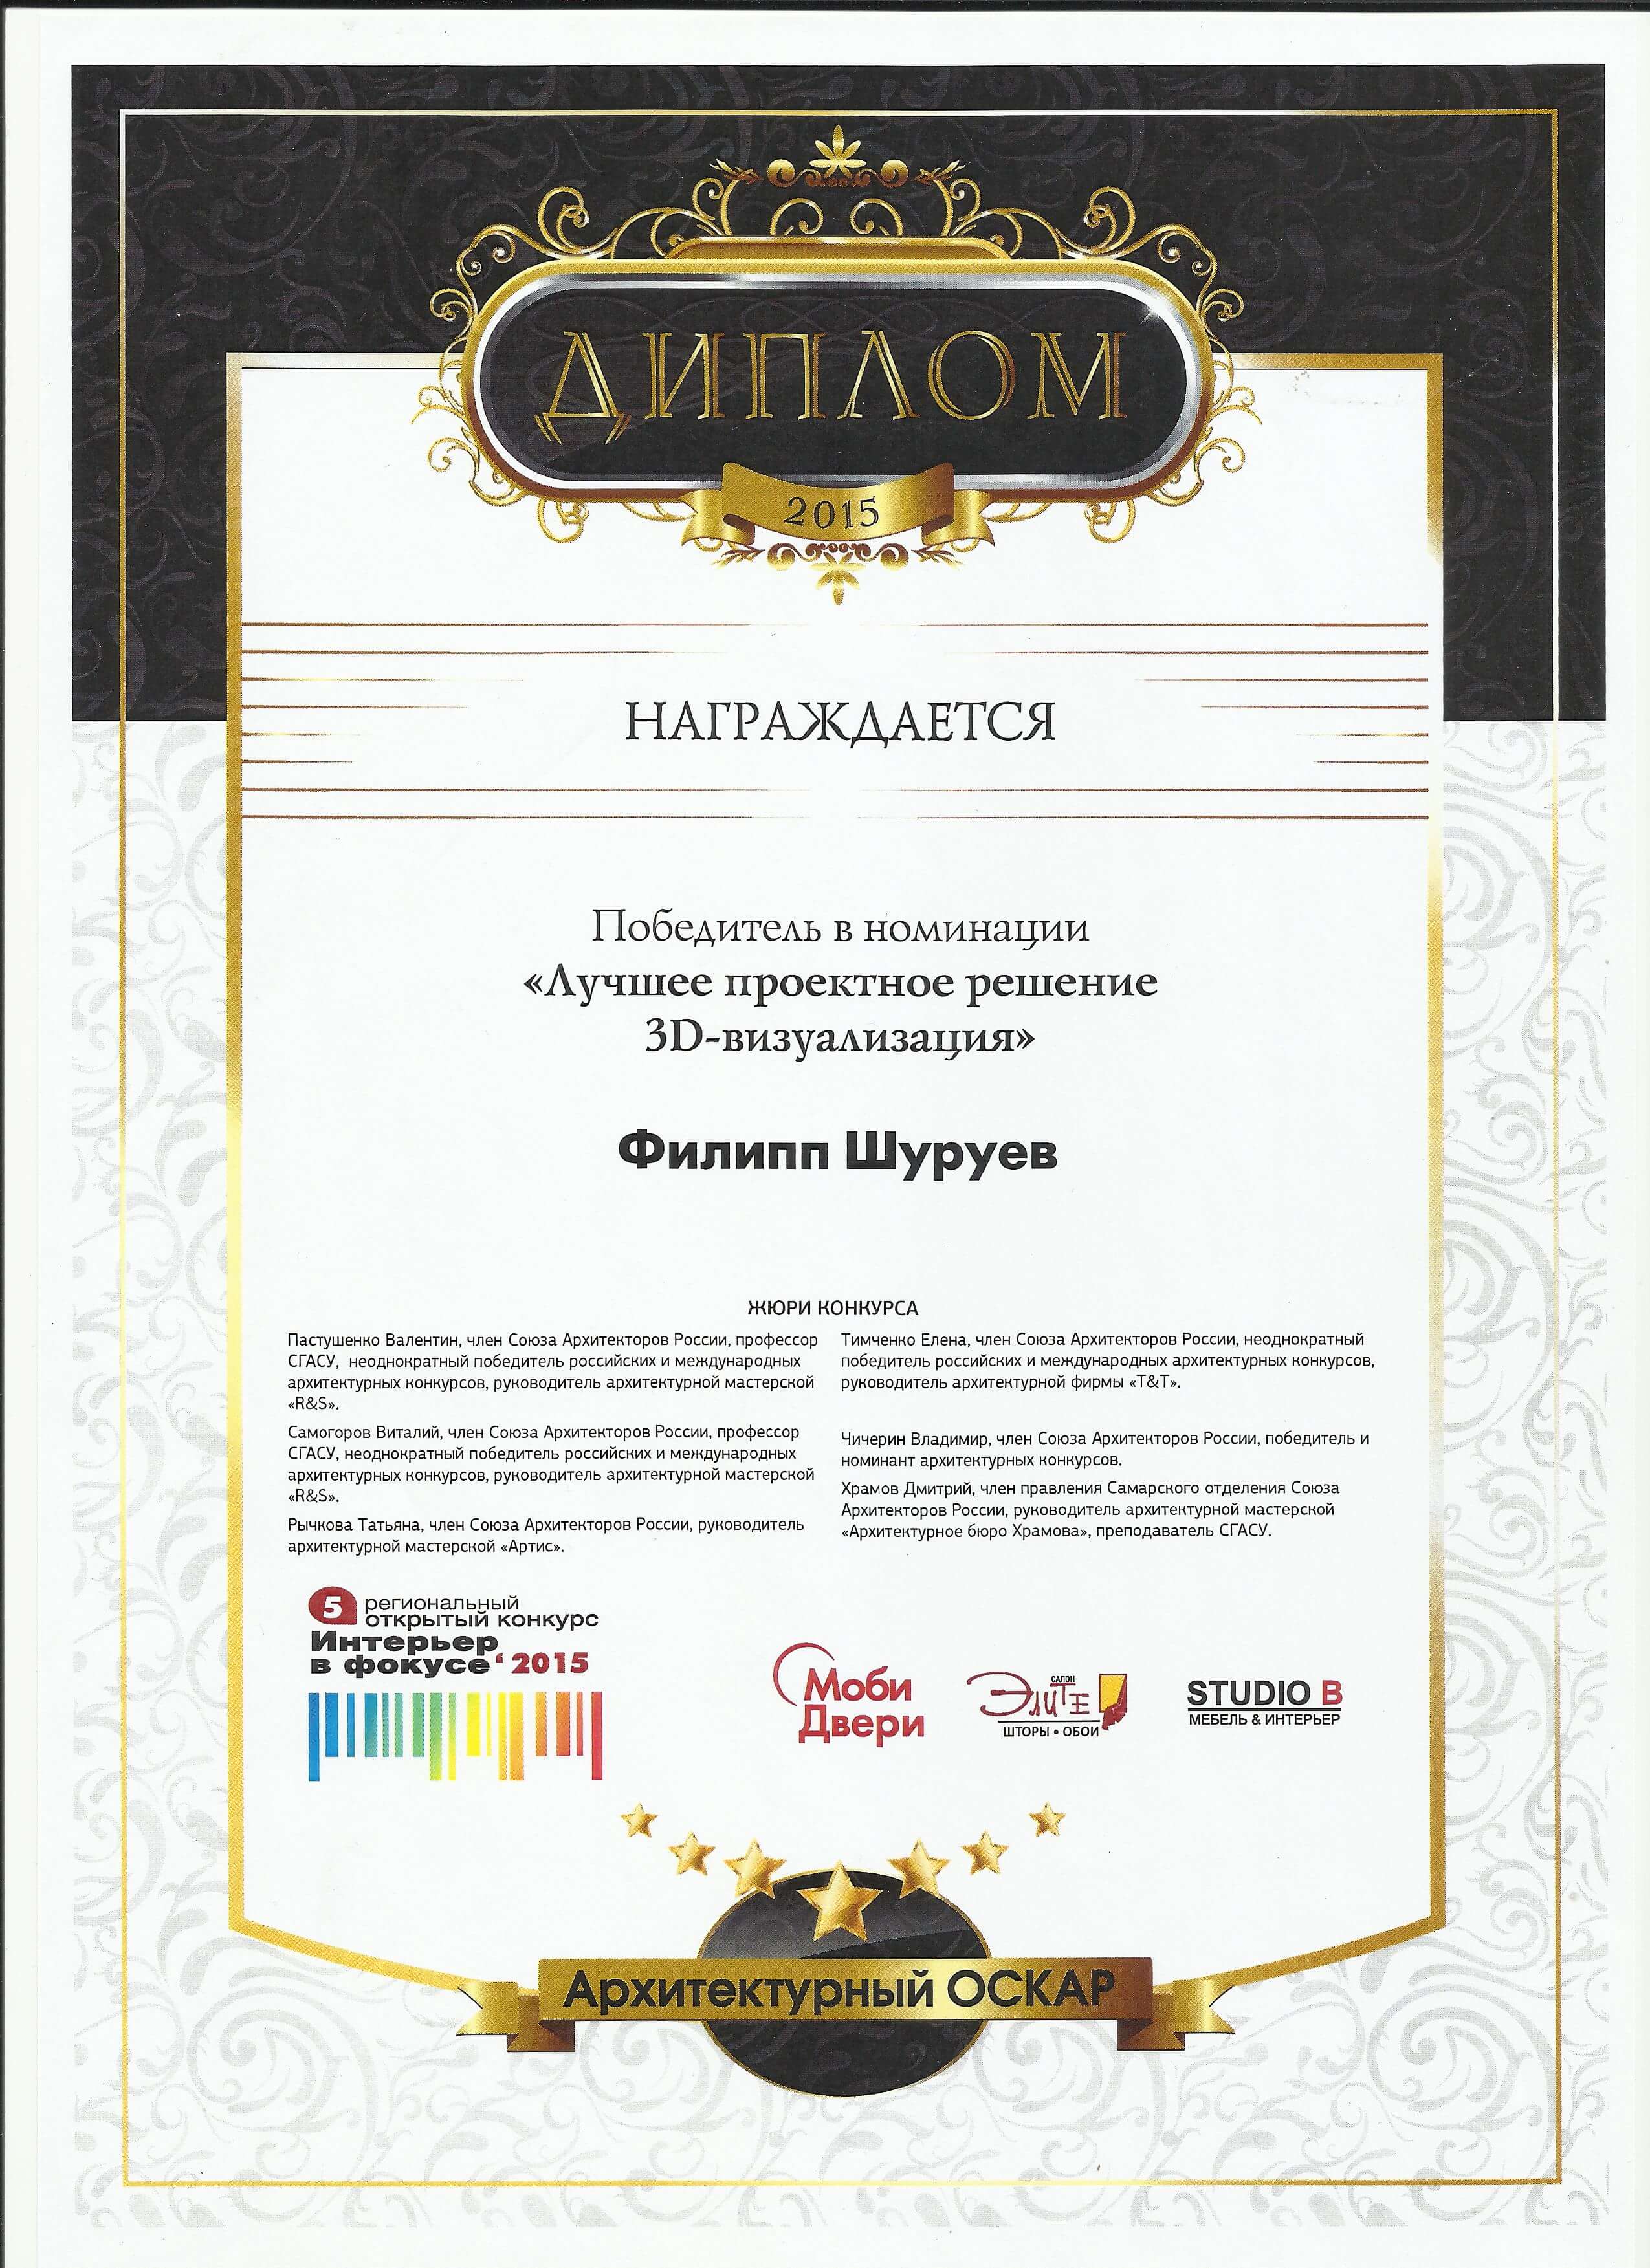 ДИПЛОМ
2015
НАГРАЖДАЕТСЯ
Победитель в номинации
«Лучшее проектное решение
3D-визуализация»
Филипп Шуруев
ЖЮРИ КОНКУРСА
Пастушенко Валентин, член Союза Архитекторов России, профессор
СГАСУ, неоднократный победитель российских и международных
архитектурных конкурсов, руководитель архитектурной мастерской
«R&S».
Самогоров Виталий, член Союза Архитекторов России, профессор
СГАСУ, неоднократный победитель российских и международных
архитектурных конкурсов, руководитель архитектурной мастерской
«R&S».
Рычкова Татьяна, член Союза Архитекторов России, руководитель
архитектурной мастерской «Артис».
Тимченко Елена, член Союза Архитекторов России, неоднократный
победитель российских и международных архитектурных конкурсов,
руководитель архитектурной фирмы «Т&Т».
Чичерин Владимир, член Союза Архитекторов России, победитель и
номинант архитектурных конкурсов.
Храмов Дмитрий, член правления Самарского отделения Союза
Архитекторов России, руководитель архитектурной мастерской
«Архитектурное бюро Храмова», преподаватель СГАСУ.
5 региональный
открытый конкурс
Интерьер
в фокусе ‘ 2015
Моби
Двери
САЛОН
ЭЛИТЕ
ШТОРЫ • ОБОИ
STUDIO B
МЕБЕЛЬ & ИНТЕРЬЕР
Архитектурный ОСКАР